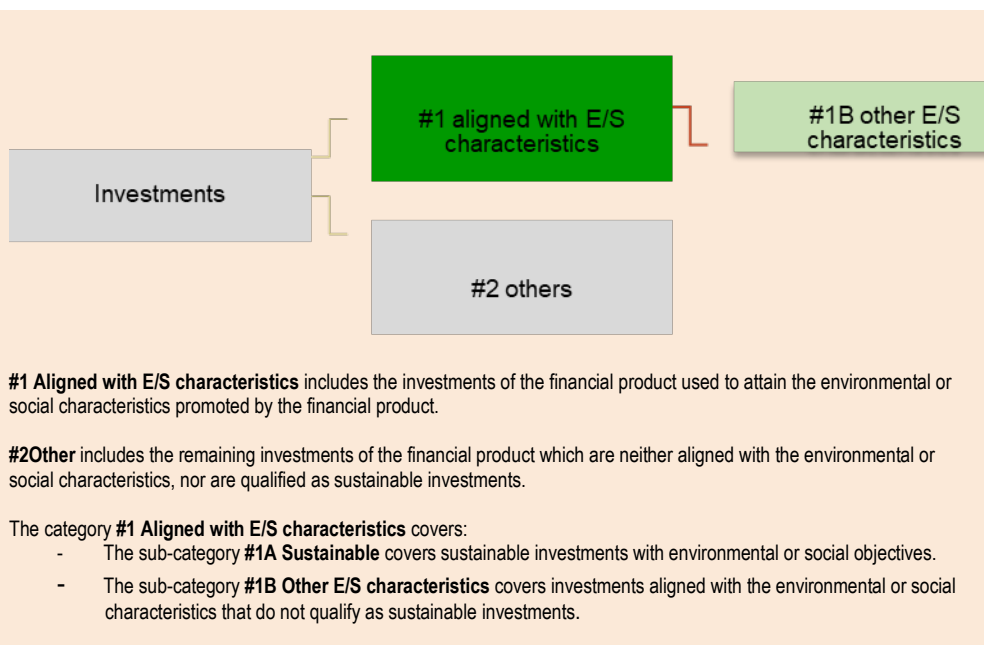 #1 aligned with E/S
characteristics
#1B other E/S
characteristics
Investments
#2 others
#1 Aligned with E/S characteristics includes the investments of the financial product used to attain the environmental or
social characteristics promoted by the financial product.
#2Other includes the remaining investments of the financial product which are neither aligned with the environmental or
social characteristics, nor are qualified as sustainable investments.
The category #1 Aligned with E/S characteristics covers:
- The sub-category #1A Sustainable covers sustainable investments with environmental or social objectives.
- The sub-category #1B Other E/S characteristics covers investments aligned with the environmental or social
characteristics that do not qualify as sustainable investments.